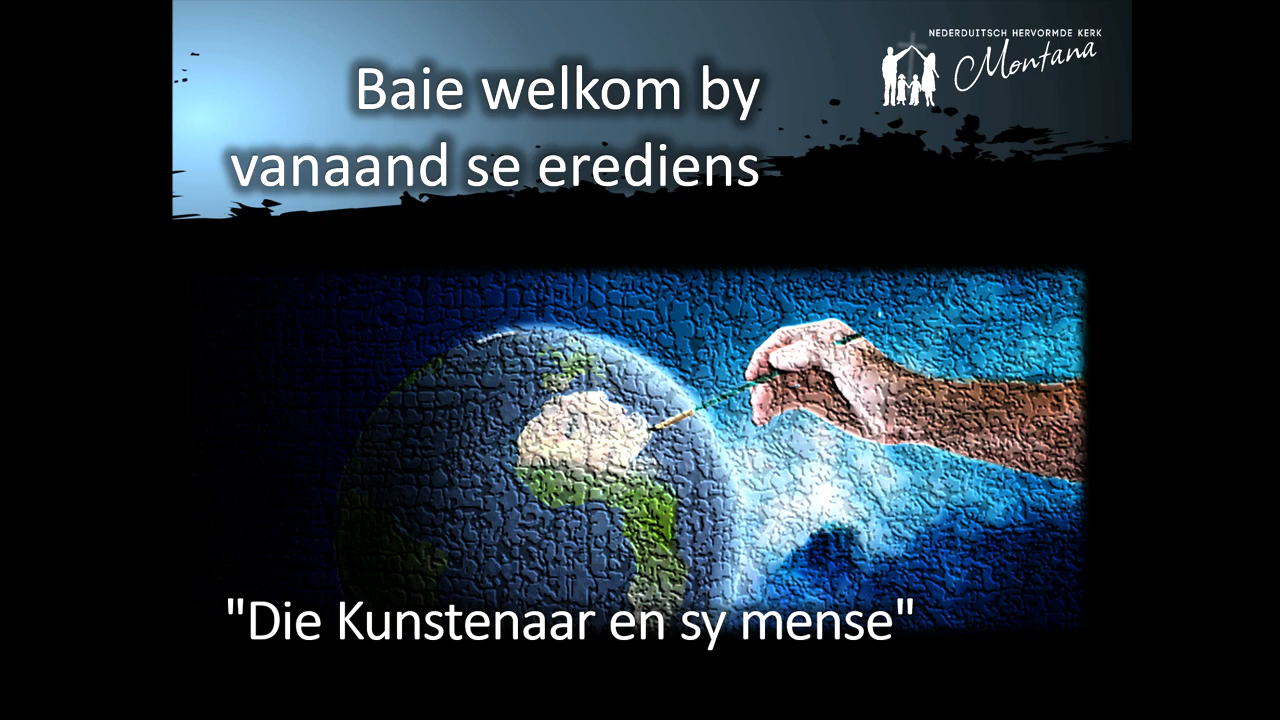 NEDERDUITSCH HERVORMDE KERK
Montana
Baie welkom by
vanaand se erediens
"Die Kunstenaar en sy mense"